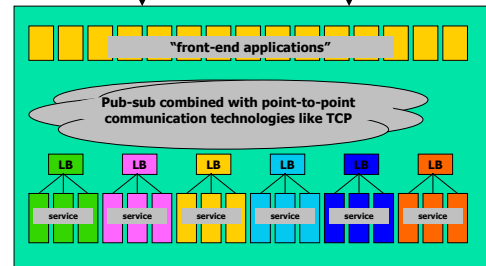 “front-end applications”
Pub-sub combined with point-to-point
communication technologies like TCP
LB LB LB LB LB LB
service service service service service service